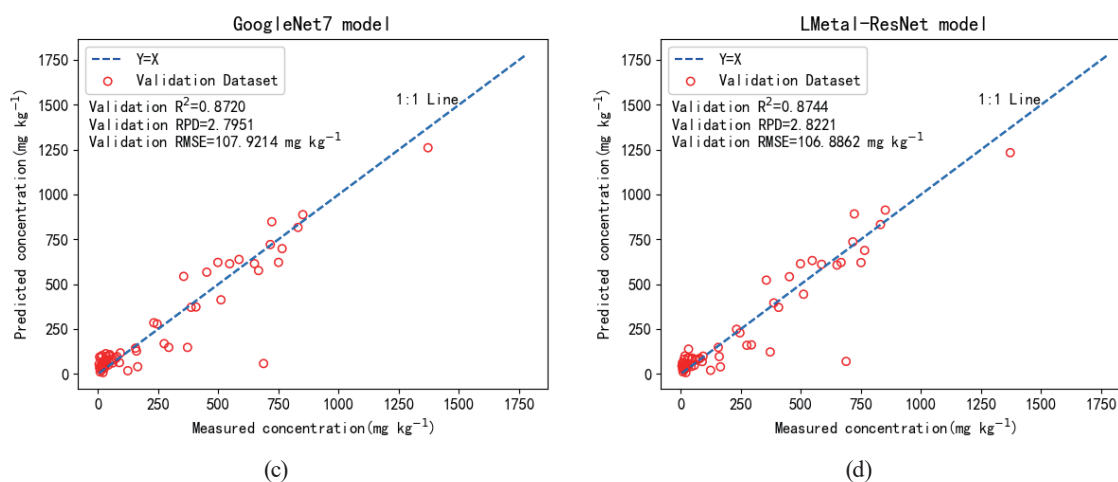 GoogleNet7 model
1750
1500
1250
1000
750
500
250
0
Predicted concentration(mg kg⁻¹)
Y=X
Validation Dataset
Validation R²=0.8720
Validation RPD=2.7951
Validation RMSE=107.9214 mg kg⁻¹
1:1 Line
0 250 500 750 1000 1250 1500 1750
Measured concentration(mg kg⁻¹)
(c)
LMetal-ResNet model
1750
1500
1250
1000
750
500
250
0
Predicted concentration(mg kg⁻¹)
Y=X
Validation Dataset
Validation R²=0.8744
Validation RPD=2.8221
Validation RMSE=106.8862 mg kg⁻¹
1:1 Line
0 250 500 750 1000 1250 1500 1750
Measured concentration(mg kg⁻¹)
(d)